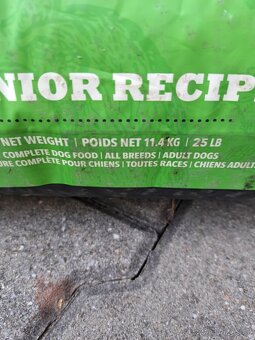 NIOR RECIP
NET WEIGHT | POIDS NET 11.4 KG | 25 LB
COMPLETE DOG FOOD | ALL BREEDS | ADULT DOGS
URE COMPLÈTE POUR CHIENS | TOUTES RACES | CHIENS ADULT